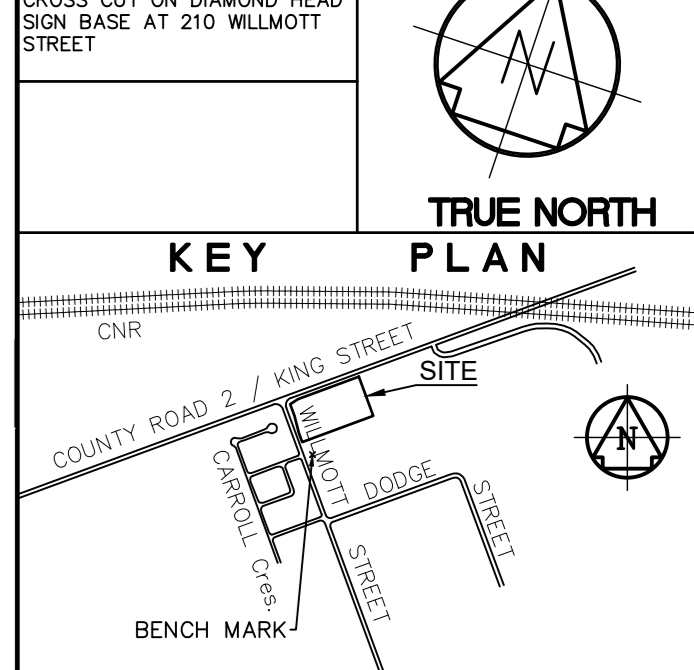 CROSS CUT ON DIAMOND HEAD
SIGN BASE AT 210 WILLMOTT
STREET
N
TRUE NORTH
KEY PLAN
CNR
COUNTY ROAD 2 / KING STREET
SITE
WILLMOTT
STREET
N
CARROLL Cres.
DODGE
STREET
BENCH MARK